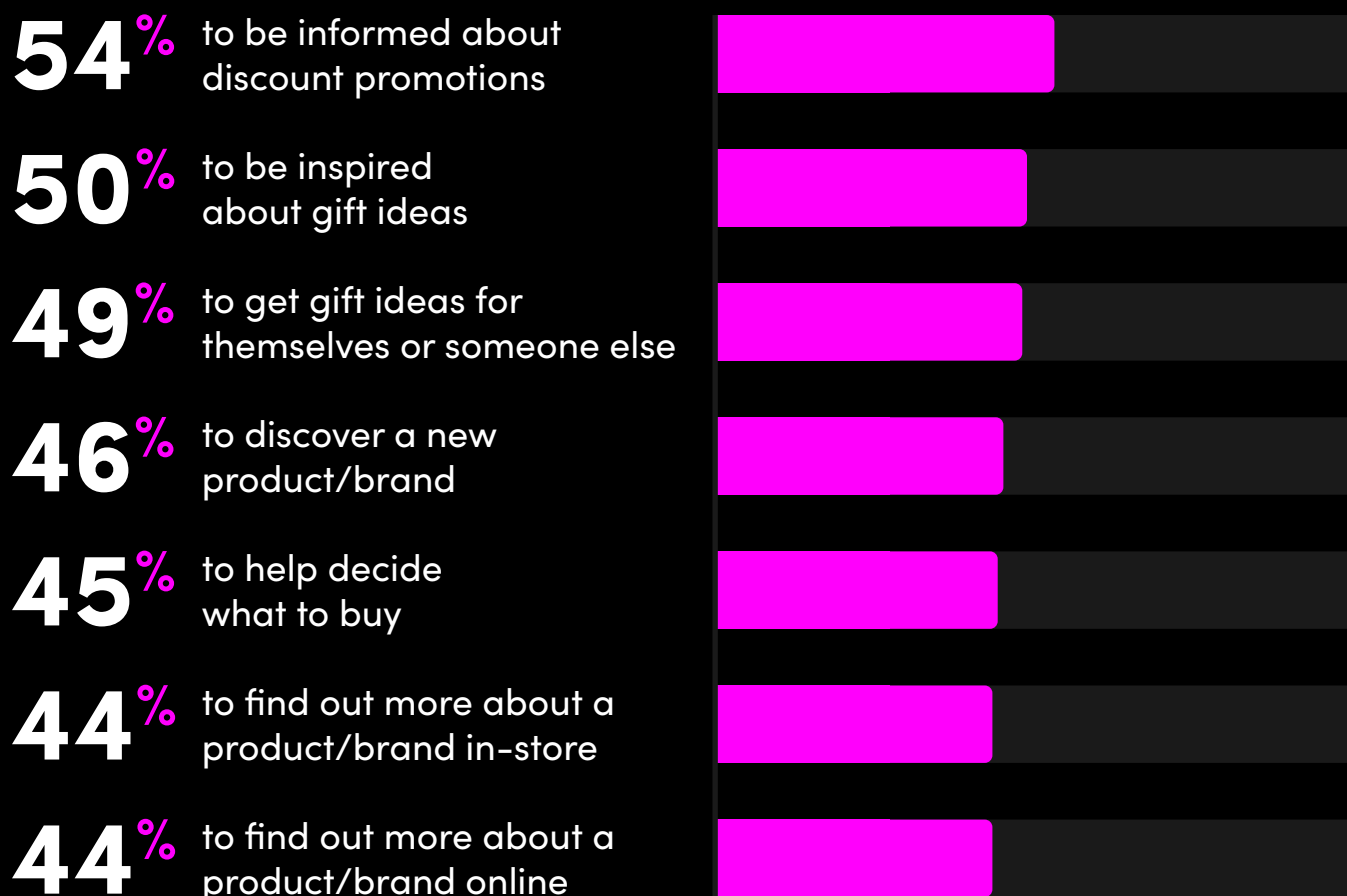 54% to be informed about
discount promotions
50% to be inspired
about gift ideas
49% to get gift ideas for
themselves or someone else
46% to discover a new
product/brand
45% to help decide
what to buy
44% to find out more about a
product/brand in-store
44% to find out more about a
product/brand online